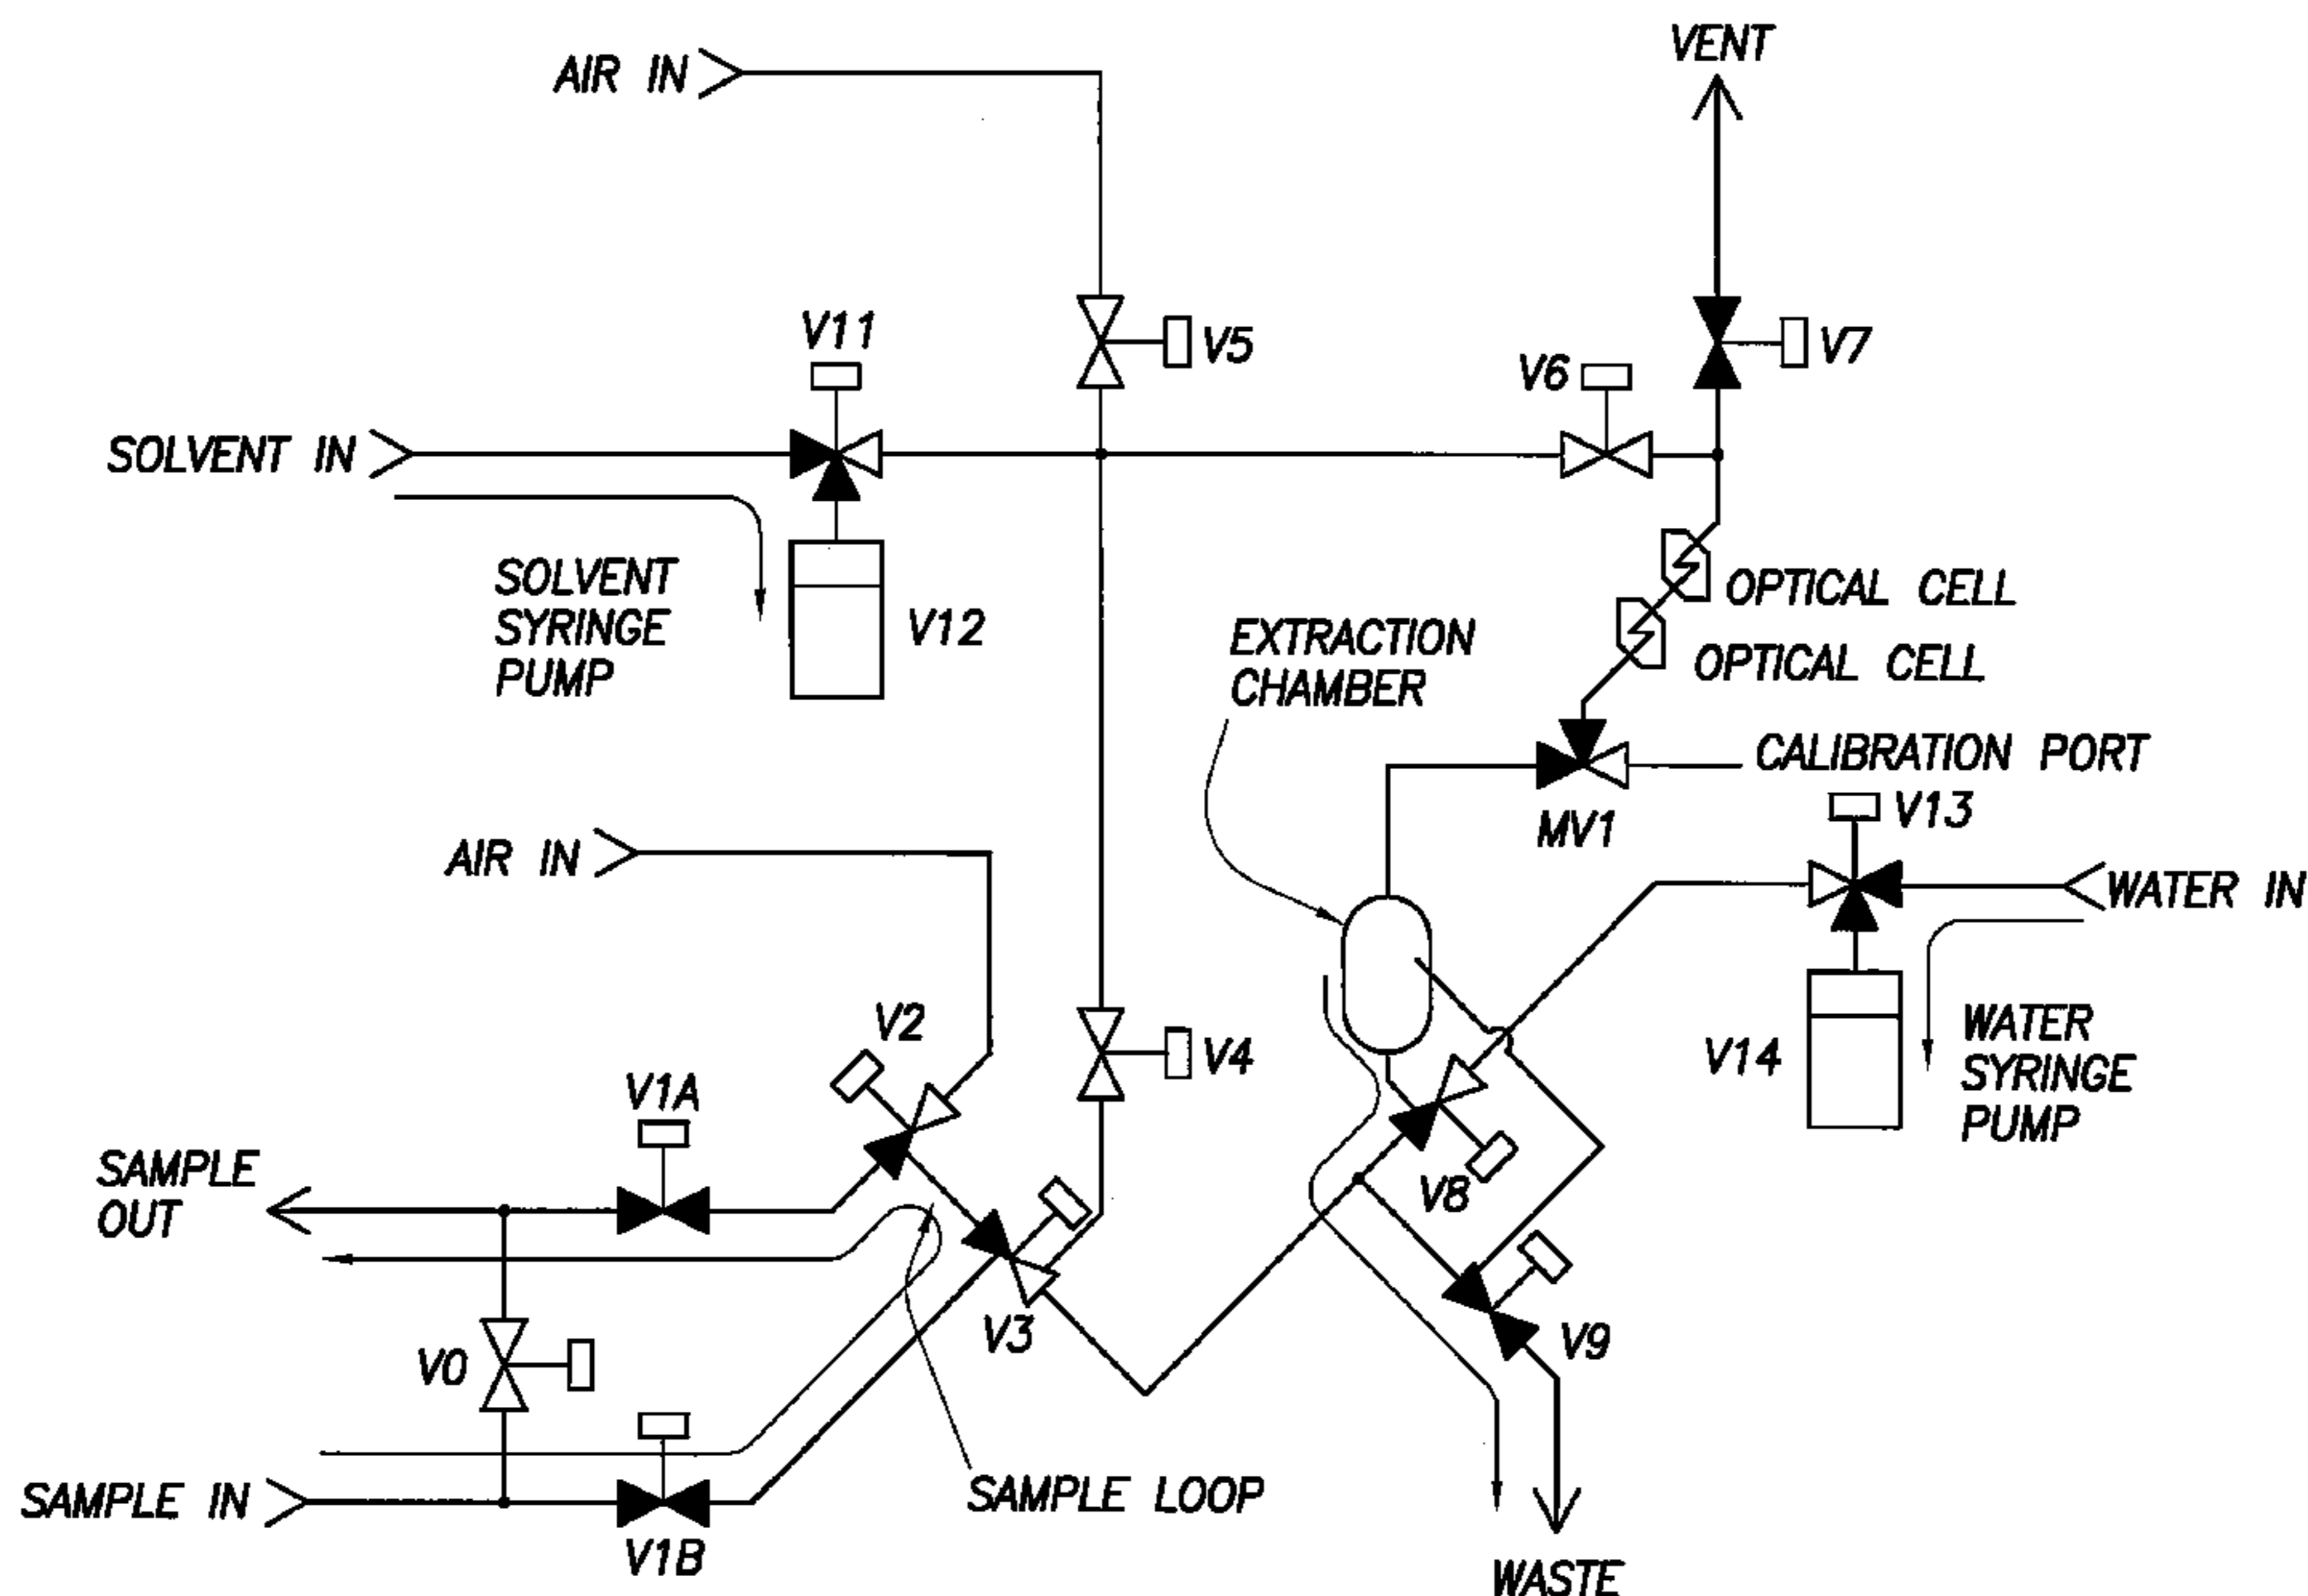 VENT
AIR IN
V11
V5
V6
V7
SOLVENT IN
SOLVENT
SYRINGE
PUMP
V12
OPTICAL CELL
OPTICAL CELL
EXTRACTION
CHAMBER
CALIBRATION PORT
MV1
V13
AIR IN
WATER IN
V2
V4
V14
WATER
SYRINGE
PUMP
V1A
SAMPLE
OUT
V8
V3
V9
V0
SAMPLE LOOP
SAMPLE IN
V1B
WASTE